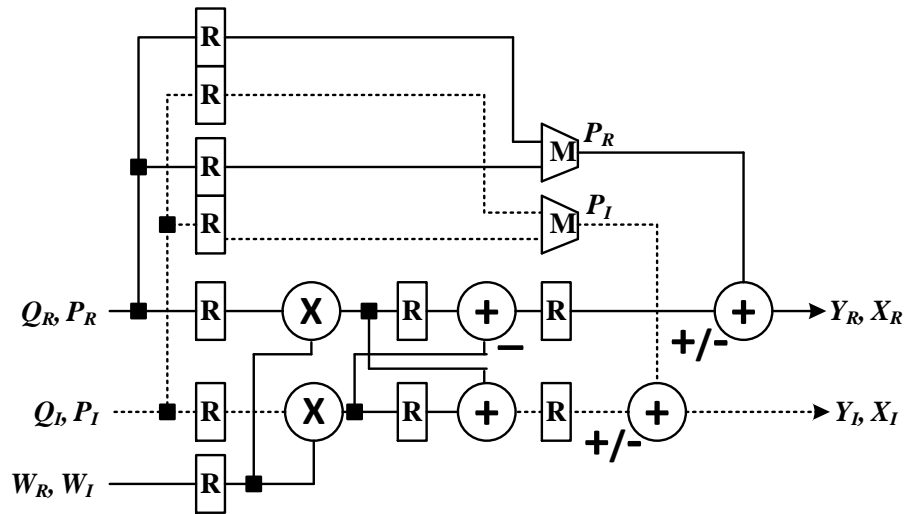 R
R
R
R
M P_R
M P_I
Q_R, P_R R X R + R + Y_R, X_R
− +/-
Q_I, P_I R X R + R + Y_I, X_I
+/-
W_R, W_I R